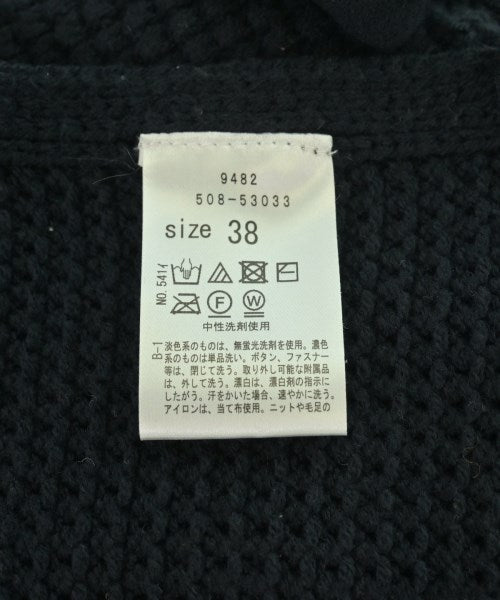 9482
508-53033
size 38
NO.541イ
F W
中性洗剤使用
B-1
淡色系のものは、無蛍光洗剤を使用。濃色
系のものは単品洗い。ボタン、ファスナー
等は、閉じて洗う。取り外し可能な附属品
は、外して洗う。漂白は、漂白剤の指示に
したがう。汗をかいた場合、速やかに洗う。
アイロンは、当て布使用。ニットや毛足の